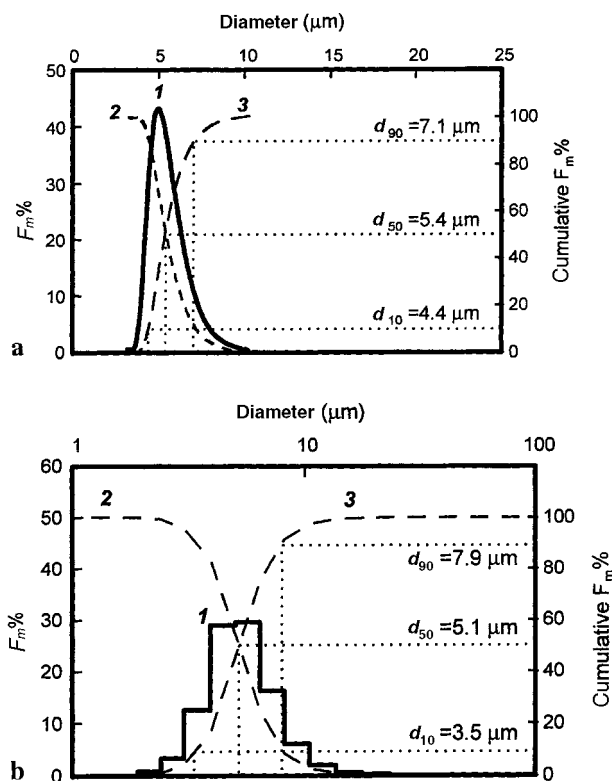 Diameter (μm)
0 5 10 15 20 25
50 40 30 20 10 0
F_m%
1
2
3
d_90 =7.1 μm
d_50 =5.4 μm
d_10 =4.4 μm
100 80 60 40 20 0
Cumulative F_m%
a
Diameter (μm)
1 10 100
60 50 40 30 20 10 0
F_m%
2
3
1
d_90 =7.9 μm
d_50 =5.1 μm
d_10 =3.5 μm
100 80 60 40 20 0
Cumulative F_m%
b